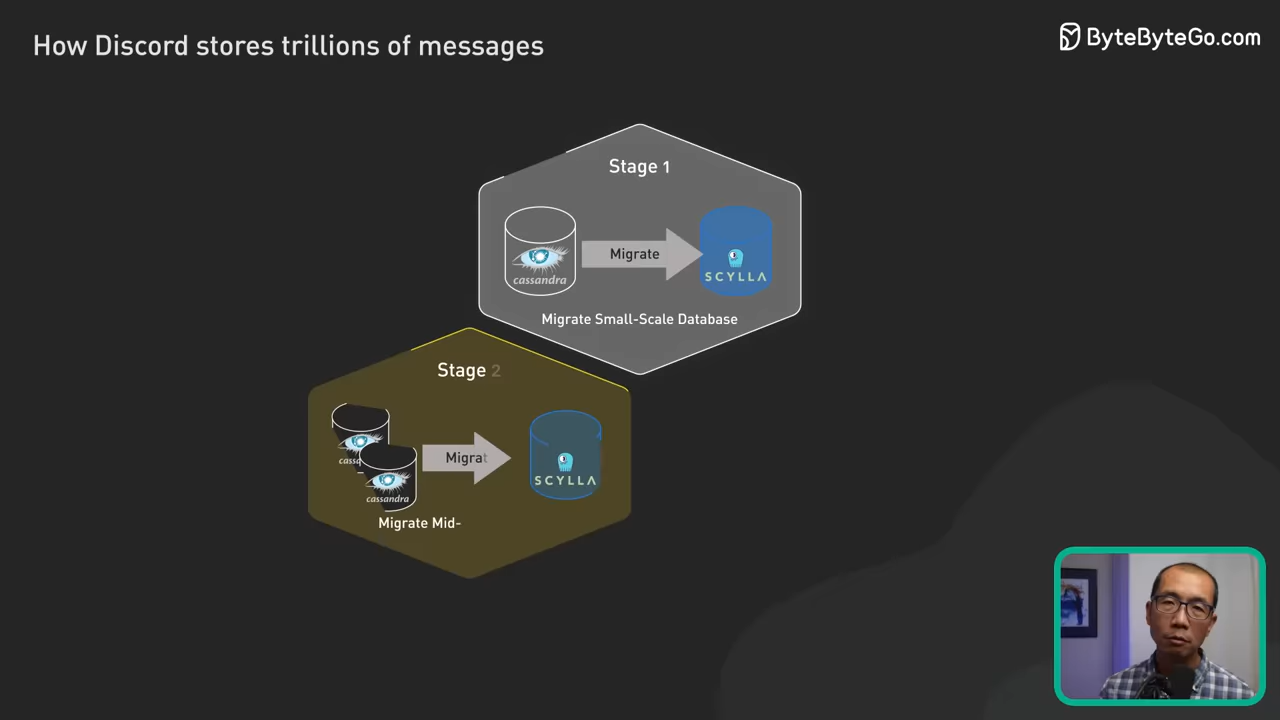 How Discord stores trillions of messages
ByteByteGo.com
Stage 1
cassandra
Migrate
SCYLLA
Migrate Small-Scale Database
Stage 2
cassa
cassandra
Migrat
SCYLLA
Migrate Mid-